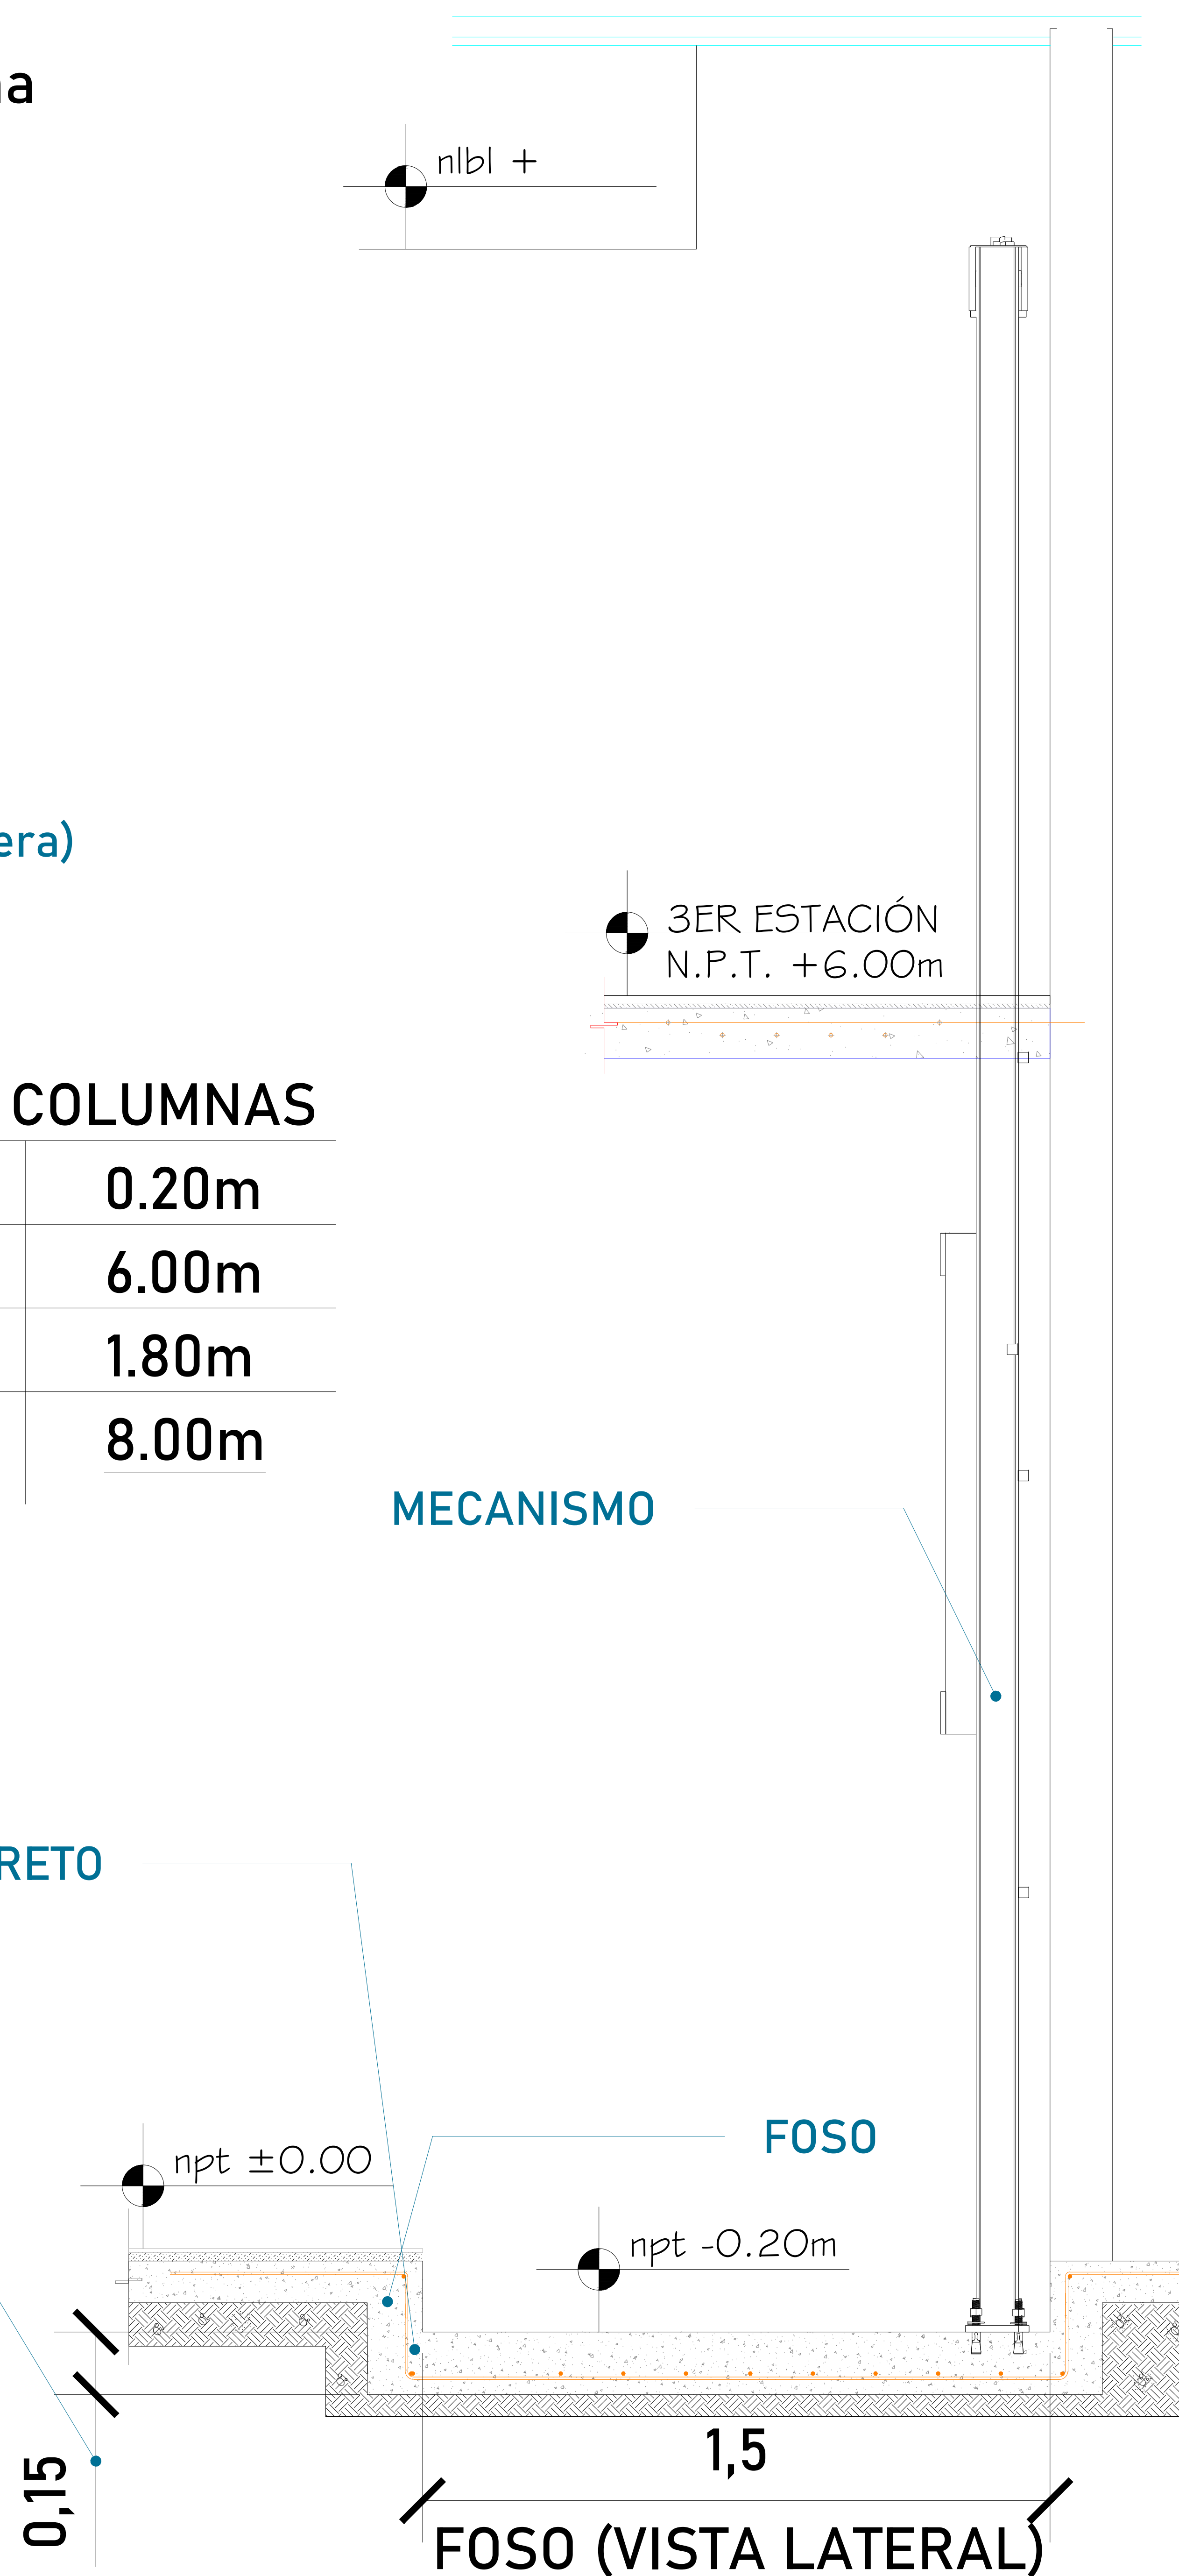 na
nlbl +
era)
3ER ESTACIÓN
N.P.T. +6.00m
COLUMNAS
0.20m
6.00m
1.80m
8.00m
MECANISMO
RETO
FOSO
npt ±0.00
npt -0.20m
1,5
0,15
FOSO (VISTA LATERAL)